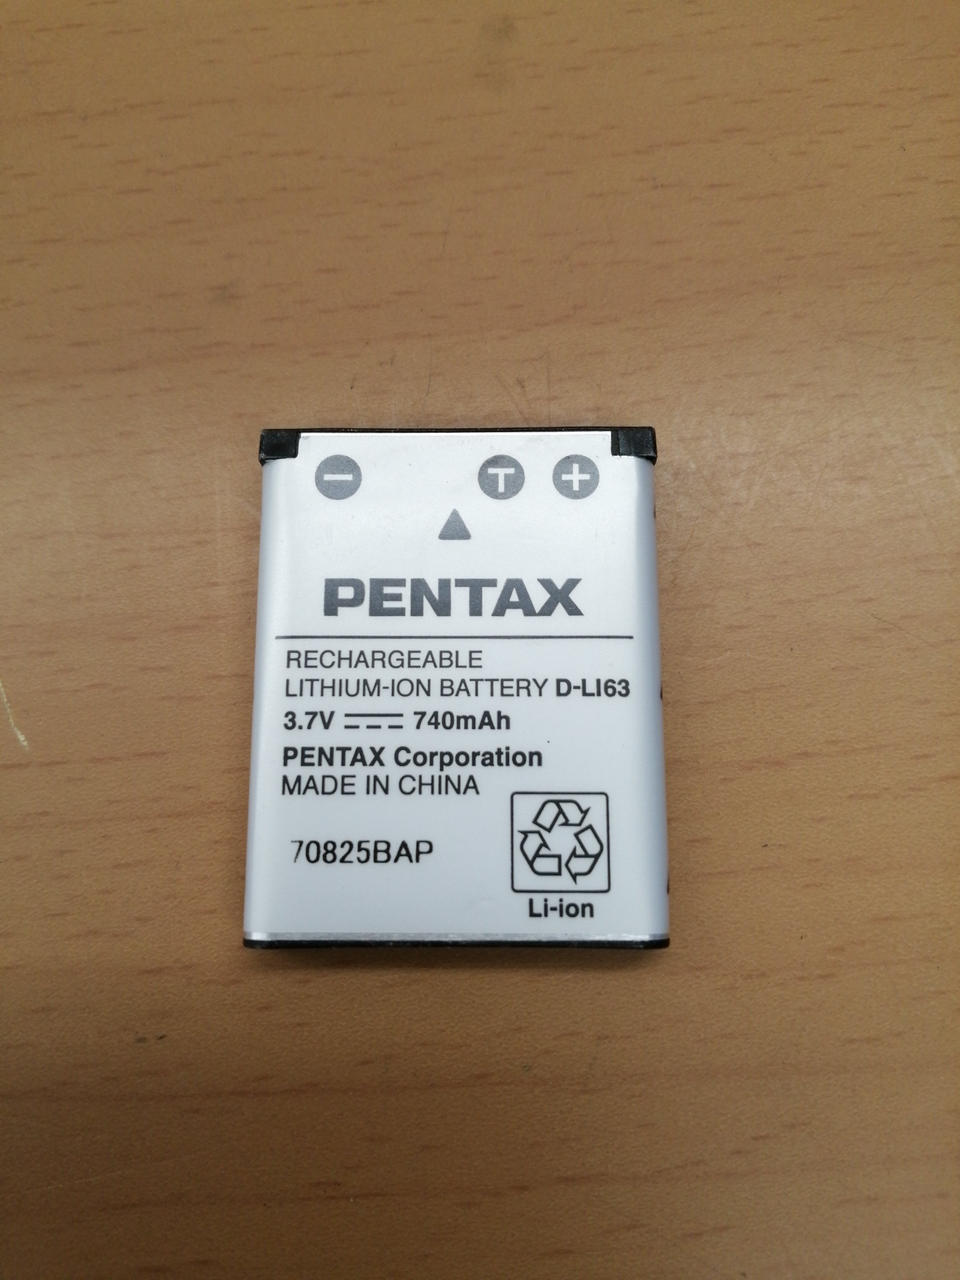 − T +
PENTAX
RECHARGEABLE
LITHIUM-ION BATTERY D-LI63
3.7V ⎓ 740mAh
PENTAX Corporation
MADE IN CHINA
70825BAP
Li-ion